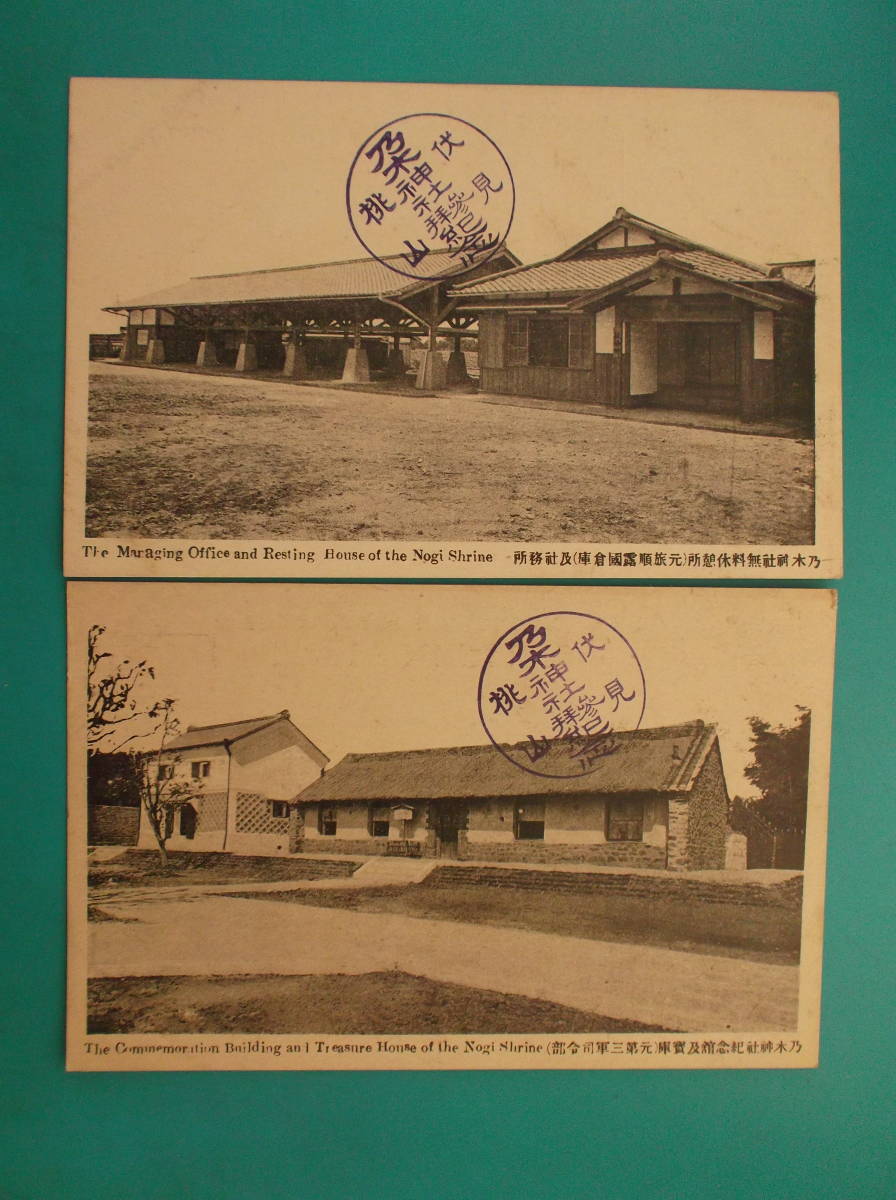 伏見桃山
乃木神社
参拝紀念
The Managing Office and Resting House of the Nogi Shrine 乃木神社無料休憩所(元旅順露國倉庫)及社務所
伏見桃山
乃木神社
参拝紀念
The Commemoration Building and Treasure House of the Nogi Shrine 乃木神社紀念舘及寶庫(元第三軍司令部)